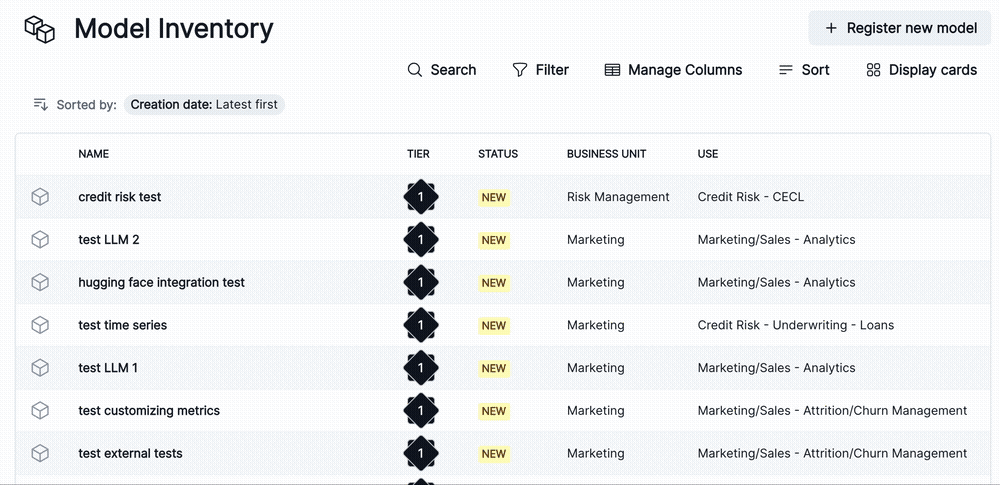 Model Inventory
+ Register new model
Search Filter Manage Columns Sort Display cards
Sorted by: Creation date: Latest first
NAME TIER STATUS BUSINESS UNIT USE
credit risk test 1 NEW Risk Management Credit Risk - CECL
test LLM 2 1 NEW Marketing Marketing/Sales - Analytics
hugging face integration test 1 NEW Marketing Marketing/Sales - Analytics
test time series 1 NEW Marketing Credit Risk - Underwriting - Loans
test LLM 1 1 NEW Marketing Marketing/Sales - Analytics
test customizing metrics 1 NEW Marketing Marketing/Sales - Attrition/Churn Management
test external tests 1 NEW Marketing Marketing/Sales - Attrition/Churn Management